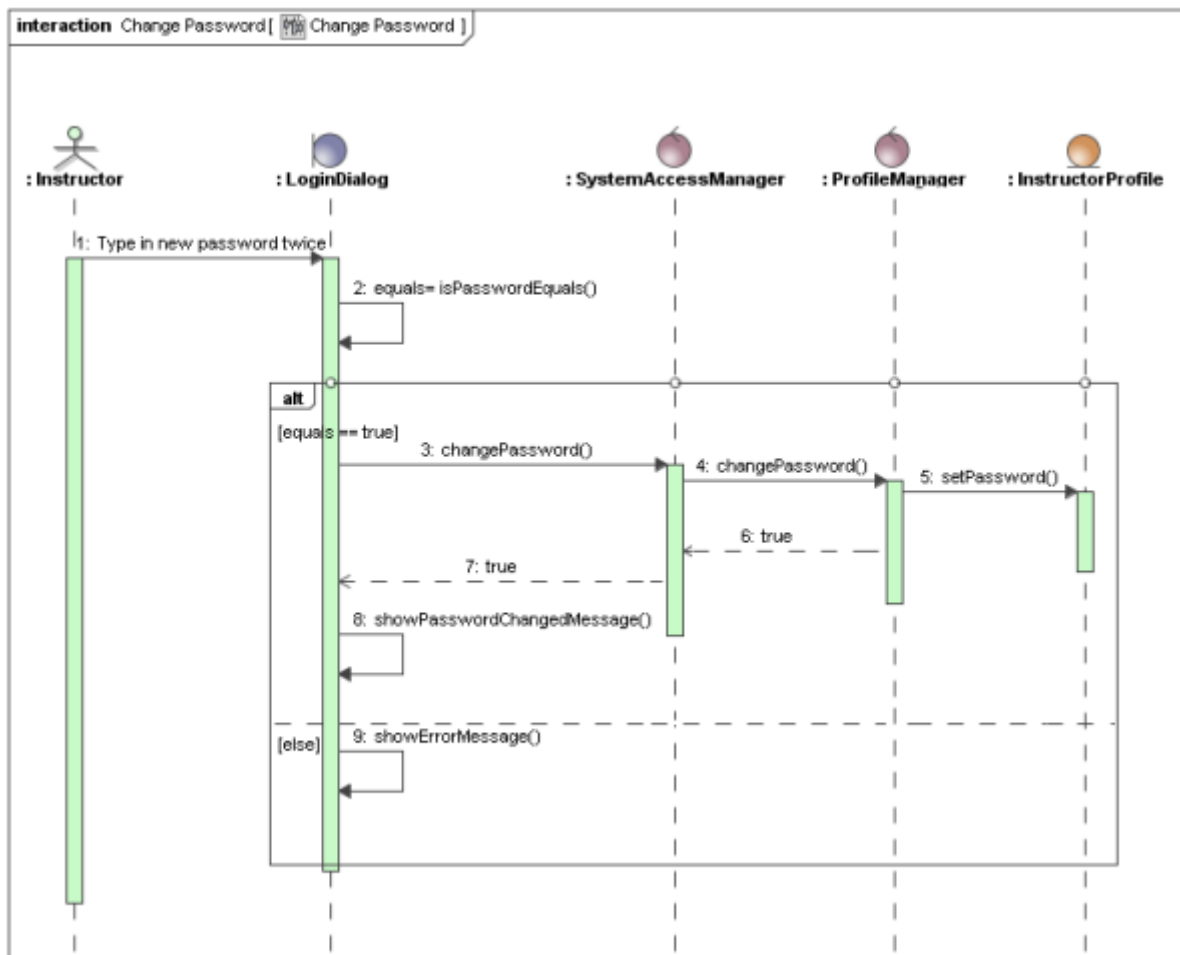 interaction Change Password[ Change Password ]
: Instructor
: LoginDialog
: SystemAccessManager
: ProfileManager
: InstructorProfile
1: Type in new password twice
2: equals= isPasswordEquals()
alt
[equals == true]
3: changePassword()
4: changePassword()
5: setPassword()
6: true
7: true
8: showPasswordChangedMessage()
[else]
9: showErrorMessage()